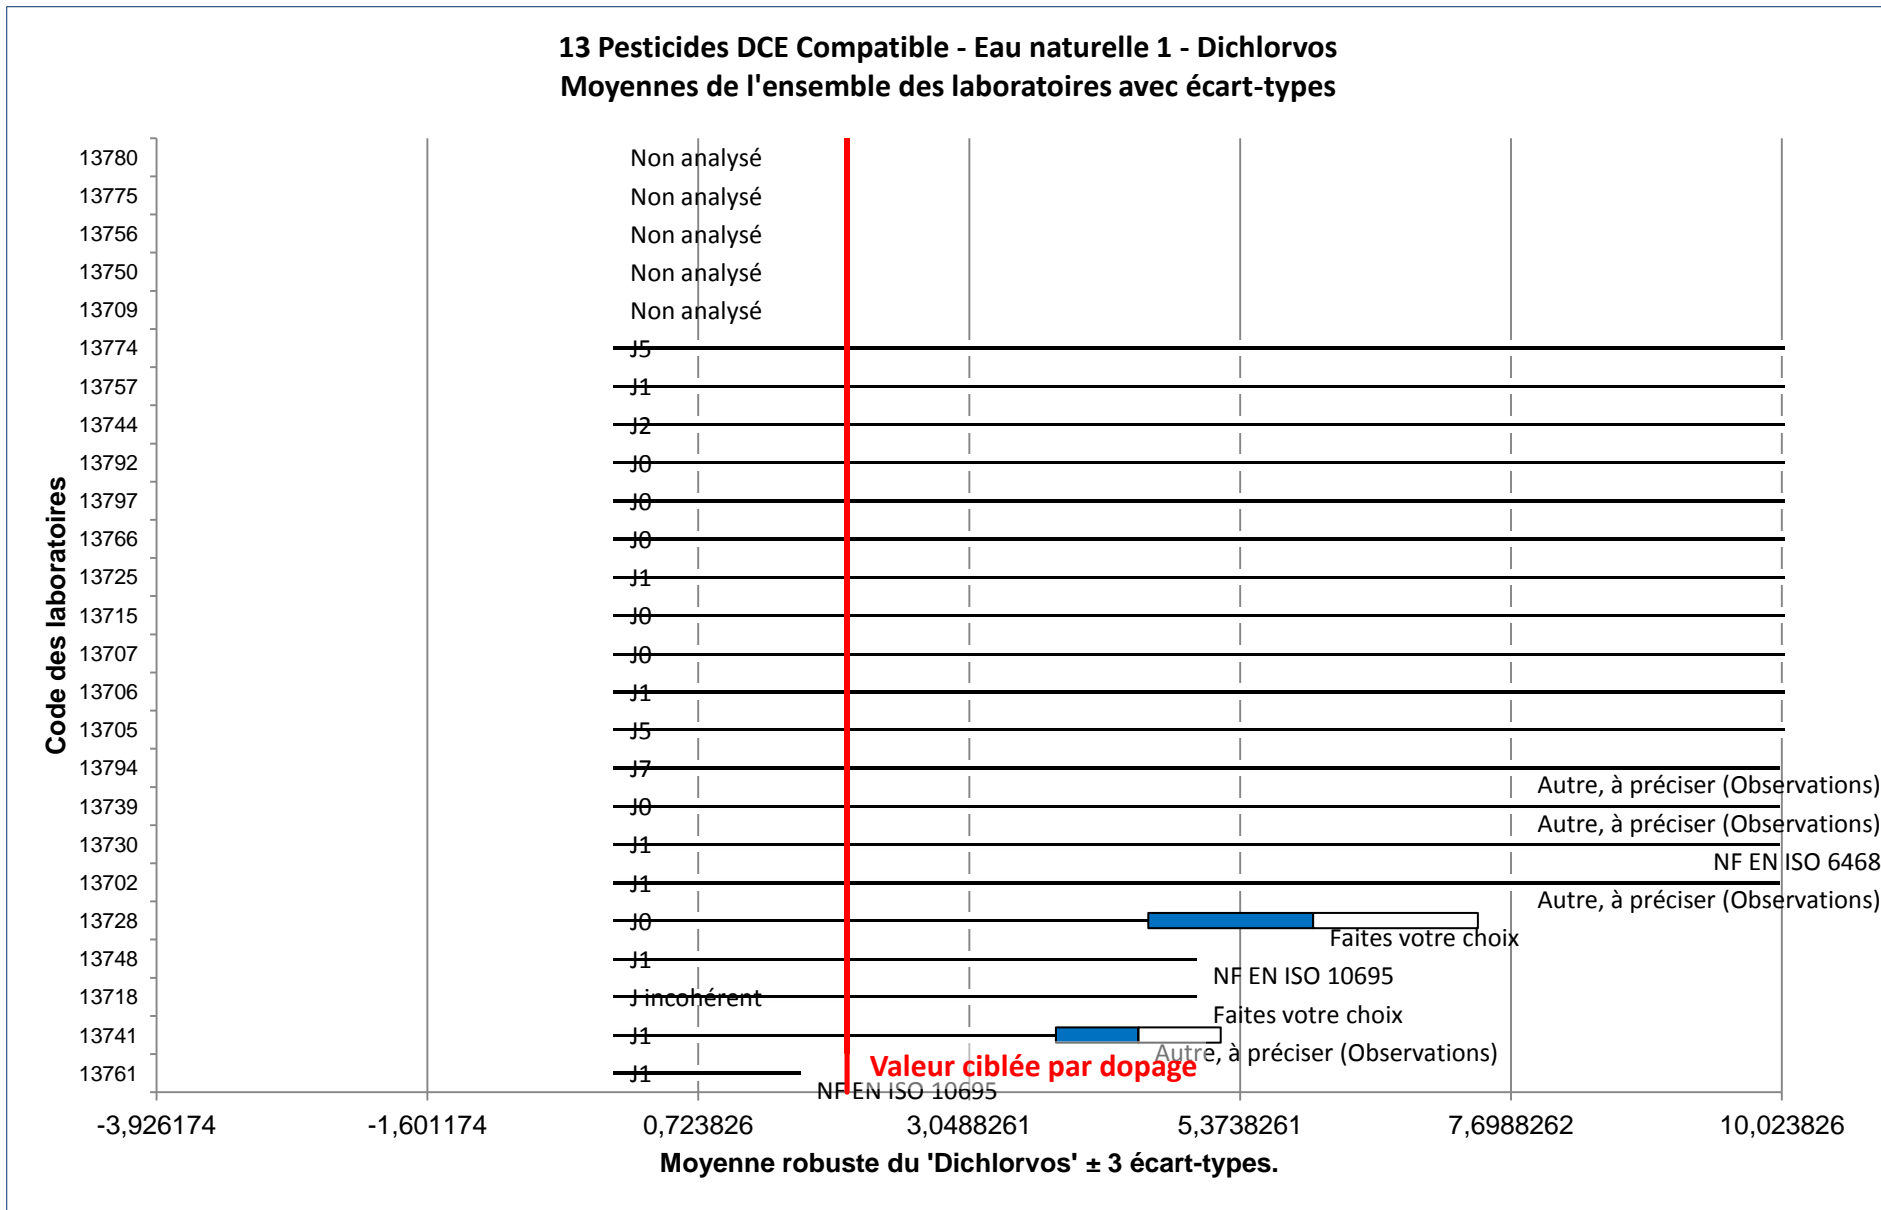 13 Pesticides DCE Compatible - Eau naturelle 1 - Dichlorvos
Moyennes de l'ensemble des laboratoires avec écart-types
Code des laboratoires
13780 Non analysé
13775 Non analysé
13756 Non analysé
13750 Non analysé
13709 Non analysé
13774 J5
13757 J1
13744 J2
13792 J0
13797 J0
13766 J0
13725 J1
13715 J0
13707 J0
13706 J1
13705 J5
13794 J7
Autre, à préciser (Observations)
13739 J0
Autre, à préciser (Observations)
13730 J1
NF EN ISO 6468
13702 J1
Autre, à préciser (Observations)
13728 J0
Faites votre choix
13748 J1
NF EN ISO 10695
13718 J incohérent
Faites votre choix
13741 J1
Autre, à préciser (Observations)
Valeur ciblée par dopage
13761 J1
NF EN ISO 10695
-3,926174 -1,601174 0,723826 3,0488261 5,3738261 7,6988262 10,023826
Moyenne robuste du 'Dichlorvos' ± 3 écart-types.